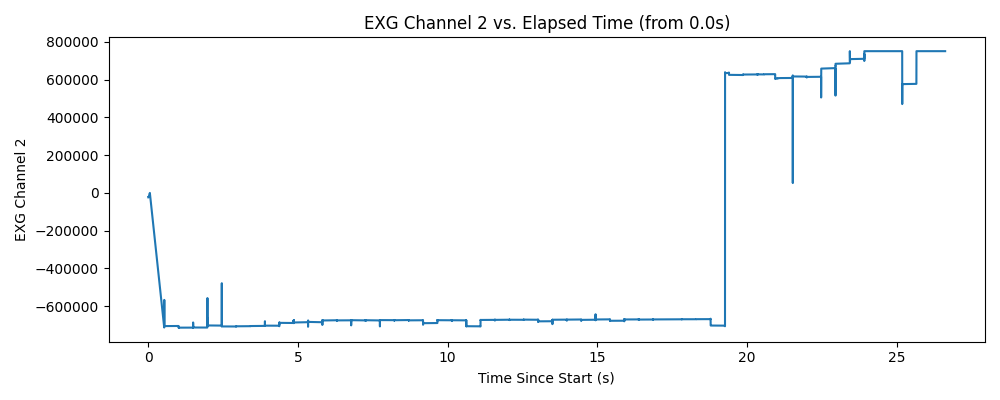 EXG Channel 2 vs. Elapsed Time (from 0.0s)
800000
600000
400000
200000
0
−200000
−400000
−600000
EXG Channel 2
0 5 10 15 20 25
Time Since Start (s)